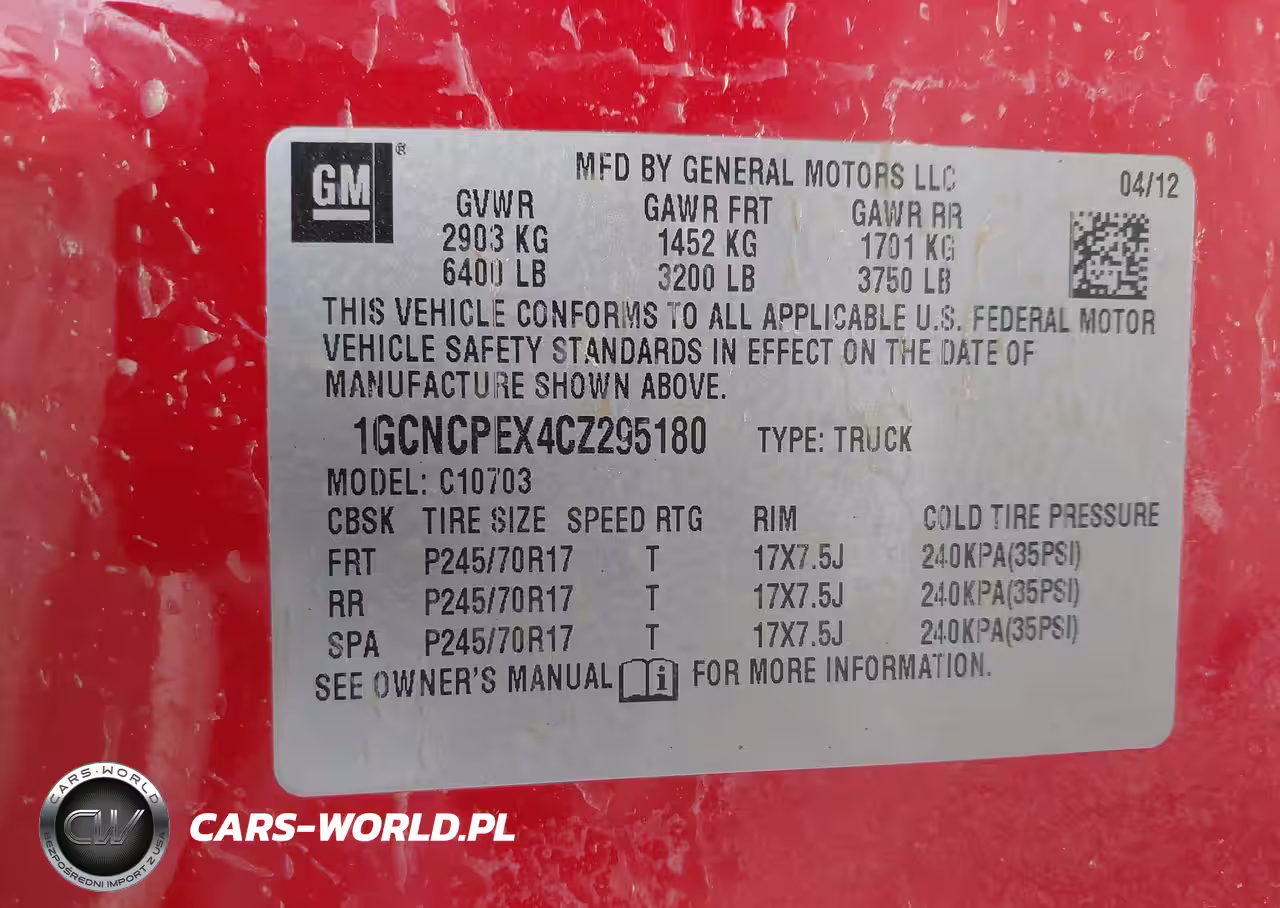 GM®
MFD BY GENERAL MOTORS LLC
04/12
GVWR GAWR FRT GAWR RR
2903 KG 1452 KG 1701 KG
6400 LB 3200 LB 3750 LB
THIS VEHICLE CONFORMS TO ALL APPLICABLE U.S. FEDERAL MOTOR
VEHICLE SAFETY STANDARDS IN EFFECT ON THE DATE OF
MANUFACTURE SHOWN ABOVE.
1GCNCPEX4CZ295180 TYPE: TRUCK
MODEL: C10703
CBSK TIRE SIZE SPEED RTG RIM COLD TIRE PRESSURE
FRT P245/70R17 T 17X7.5J 240KPA(35PSI)
RR P245/70R17 T 17X7.5J 240KPA(35PSI)
SPA P245/70R17 T 17X7.5J 240KPA(35PSI)
SEE OWNER'S MANUAL i FOR MORE INFORMATION.
CARS-WORLD
CW
BEZPOŚREDNI IMPORT Z USA
CARS-WORLD.PL